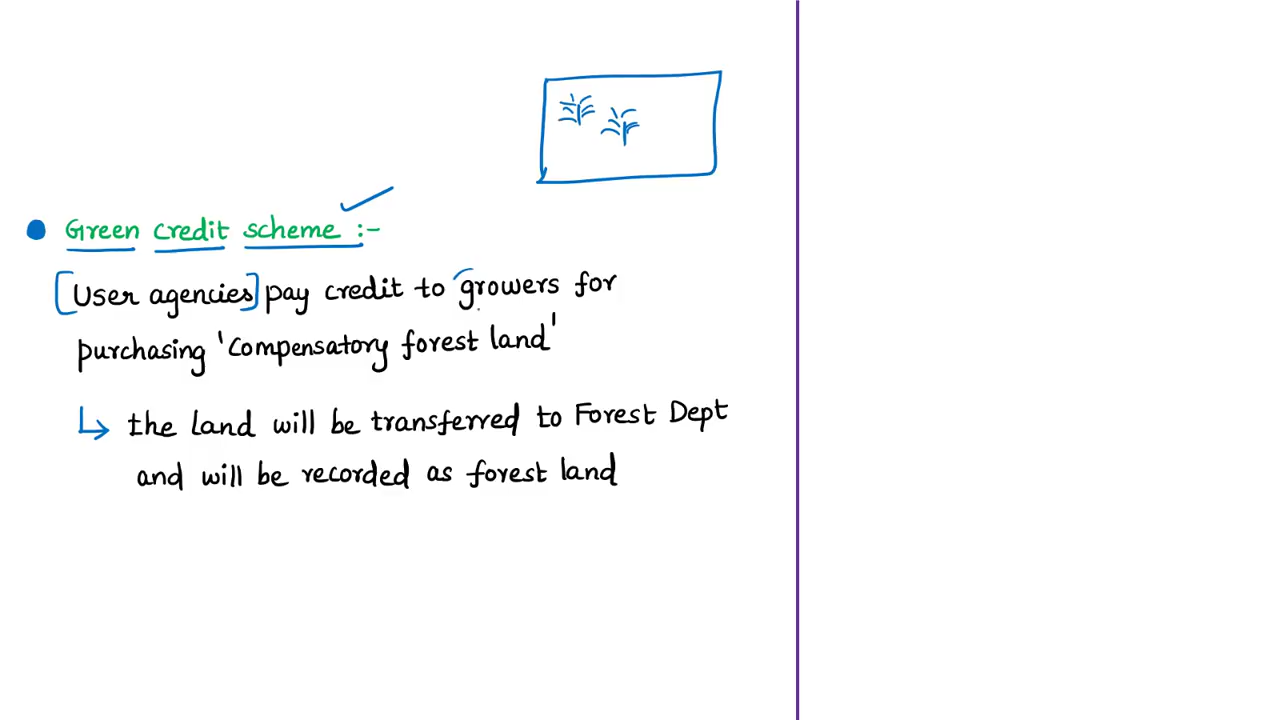 Green credit scheme :-
[User agencies] pay credit to growers for
purchasing 'compensatory forest land'
↳ the land will be transferred to Forest Dept
and will be recorded as forest land